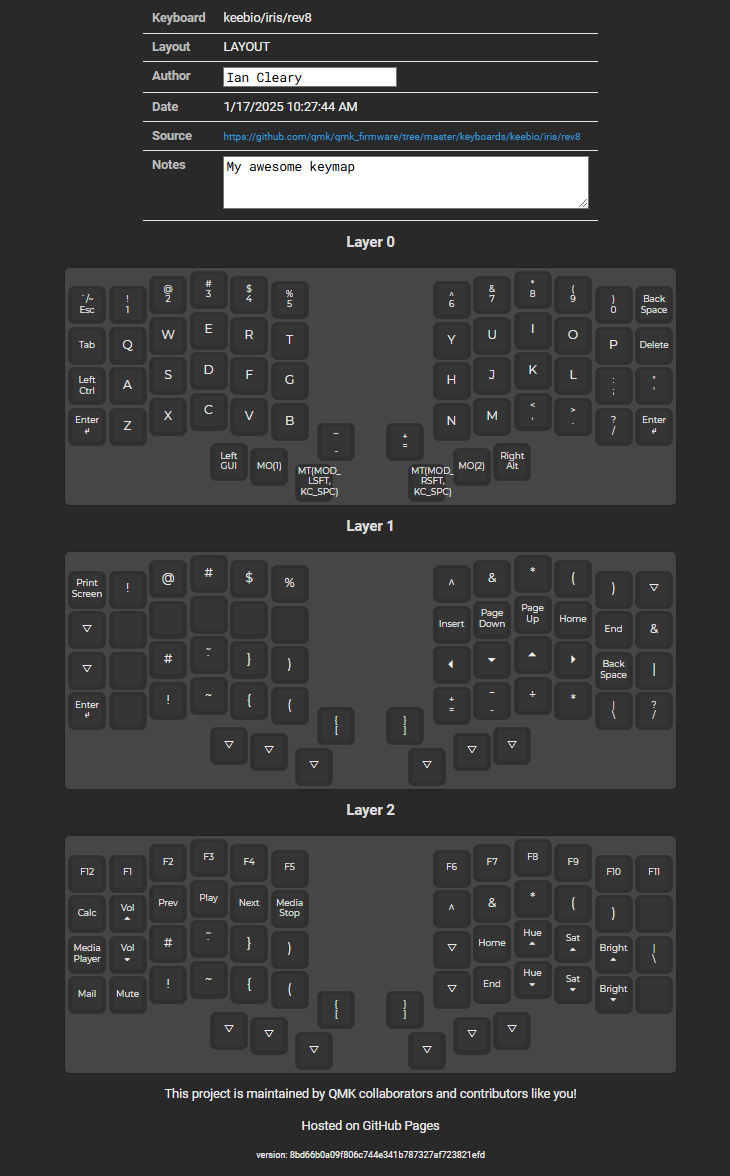 Keyboard keebio/iris/rev8
Layout LAYOUT
Author Ian Cleary
Date 1/17/2025 10:27:44 AM
Source https://github.com/qmk/qmk_firmware/tree/master/keyboards/keebio/iris/rev8
Notes My awesome keymap
Layer 0
`/~ Esc ! 1 @ 2 # 3 $ 4 % 5 ^ 6 & 7 * 8 ( 9 ) 0 Back Space
Tab Q W E R T Y U I O P Delete
Left Ctrl A S D F G H J K L : ; " '
Enter ↵ Z X C V B _ - + = N M < , > . ? / Enter ↵
Left GUI MO(1) MT(MOD_LSFT, KC_SPC) MT(MOD_RSFT, KC_SPC) MO(2) Right Alt
Layer 1
Print Screen ! @ # $ % ^ & * ( ) ▽
▽ Insert Page Down Page Up Home End &
▽ # ~ } ) Back Space |
Enter ↵ ! ~ { ( { [ } ] + = _ - + * | \ ? /
▽ ▽ ▽ ▽ ▽ ▽
Layer 2
F12 F1 F2 F3 F4 F5 F6 F7 F8 F9 F10 F11
Calc Vol Prev Play Next Media Stop ^ & * ( )
Media Player Vol # ~ } ) ▽ Home Hue Sat Bright | \
Mail Mute ! ~ { ( { [ } ] ▽ End Hue Sat Bright
▽ ▽ ▽ ▽ ▽ ▽
This project is maintained by QMK collaborators and contributors like you!
Hosted on GitHub Pages
version: 8bd66b0a09f806c744e341b787327af723821efd